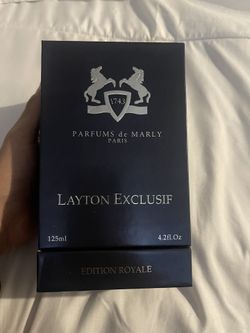 1743
PARFUMS de MARLY
PARIS
LAYTON EXCLUSIF
125ml 4.2fl.Oz
EDITION ROYALE